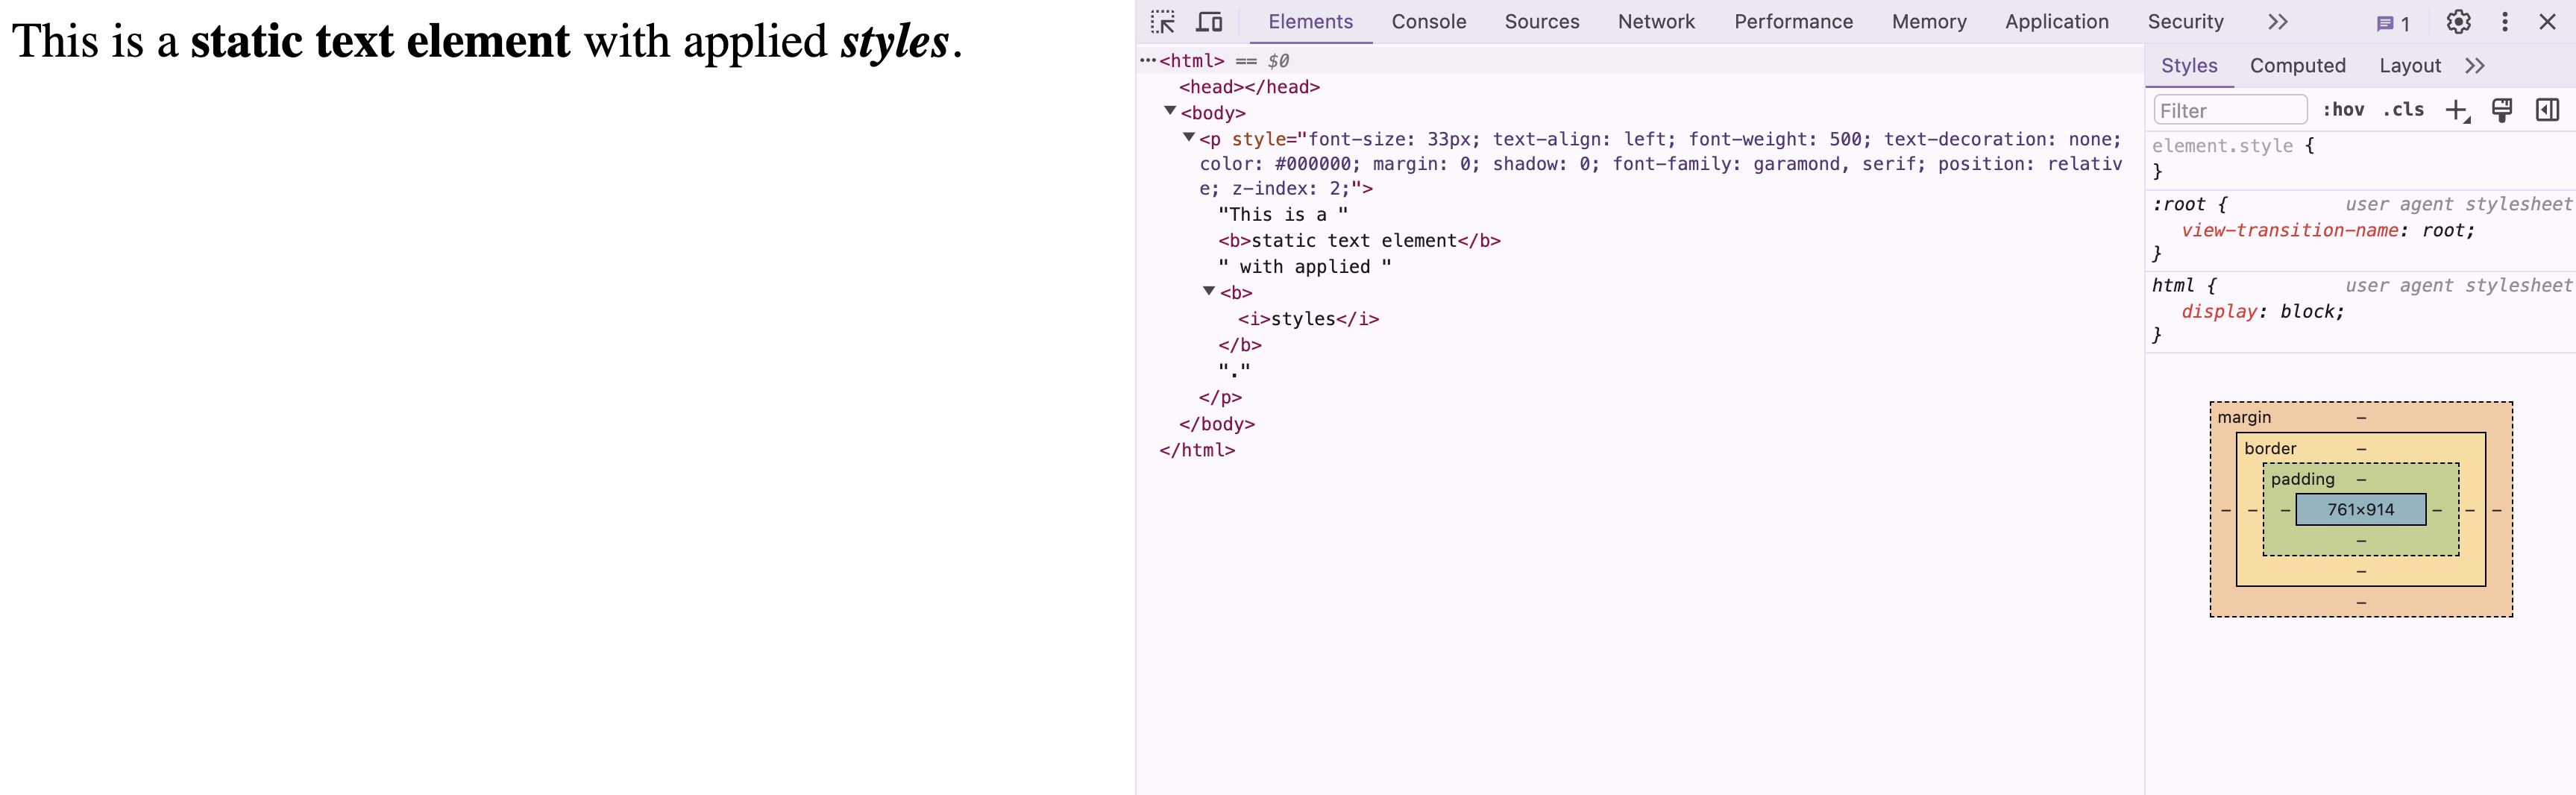 This is a static text element with applied styles.
Elements Console Sources Network Performance Memory Application Security 1
<html> == $0
<head></head>
<body>
<p style="font-size: 33px; text-align: left; font-weight: 500; text-decoration: none;
color: #000000; margin: 0; shadow: 0; font-family: garamond, serif; position: relativ
e; z-index: 2;">
"This is a "
<b>static text element</b>
" with applied "
<b>
<i>styles</i>
</b>
"."
</p>
</body>
</html>
Styles Computed Layout
Filter :hov .cls
element.style {
}
:root { user agent stylesheet
view-transition-name: root;
}
html { user agent stylesheet
display: block;
}
margin –
border –
padding –
– – – 761×914 – – –
–
–
–